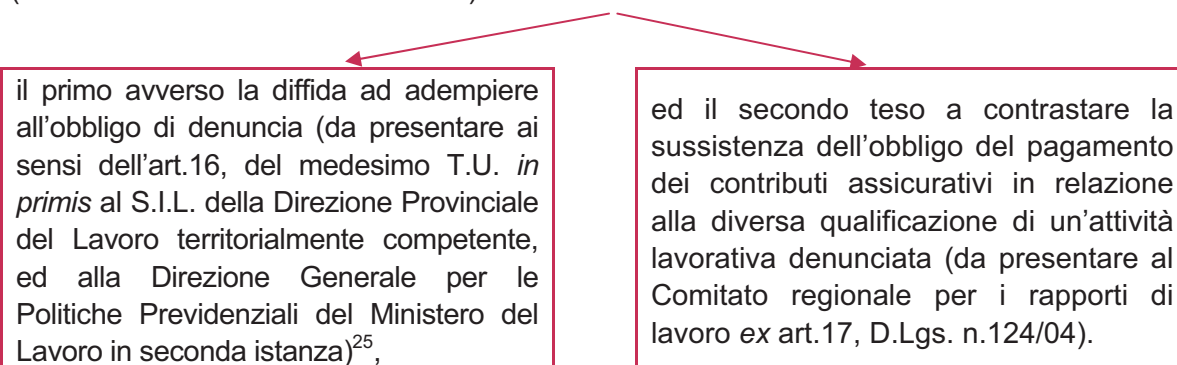 il primo avverso la diffida ad adempiere
all'obbligo di denuncia (da presentare ai
sensi dell'art.16, del medesimo T.U. in
primis al S.I.L. della Direzione Provinciale
del Lavoro territorialmente competente,
ed alla Direzione Generale per le
Politiche Previdenziali del Ministero del
Lavoro in seconda istanza)25,
ed il secondo teso a contrastare la
sussistenza dell'obbligo del pagamento
dei contributi assicurativi in relazione
alla diversa qualificazione di un'attività
lavorativa denunciata (da presentare al
Comitato regionale per i rapporti di
lavoro ex art.17, D.Lgs. n.124/04).